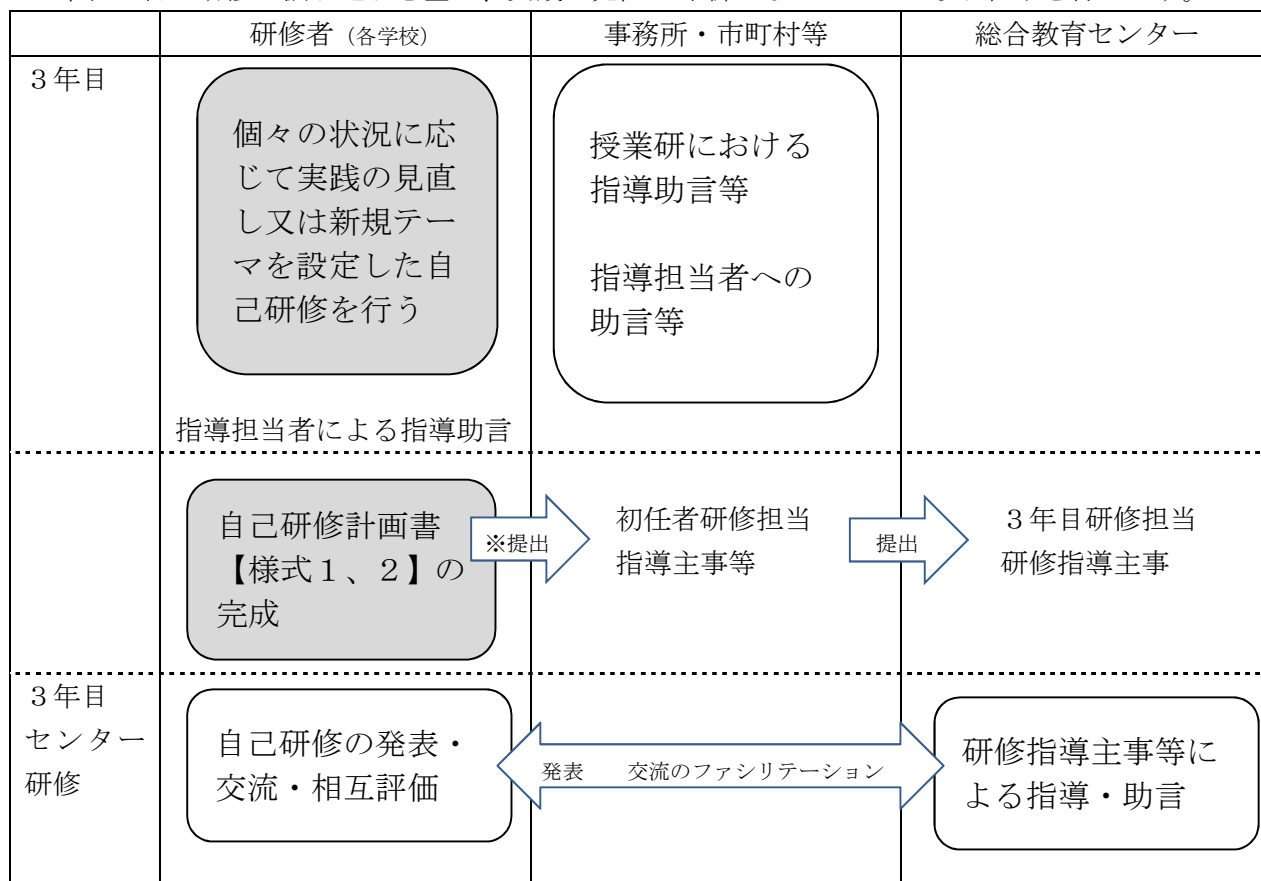 研修者（各学校）
事務所・市町村等
総合教育センター
３年目
個々の状況に応
じて実践の見直
し又は新規テー
マを設定した自
己研修を行う
授業研における
指導助言等
指導担当者への
助言等
指導担当者による指導助言
自己研修計画書
【様式１、２】の
完成
※提出
初任者研修担当
指導主事等
提出
３年目研修担当
研修指導主事
３年目
センター
研修
自己研修の発表・
交流・相互評価
発表　交流のファシリテーション
研修指導主事等に
よる指導・助言